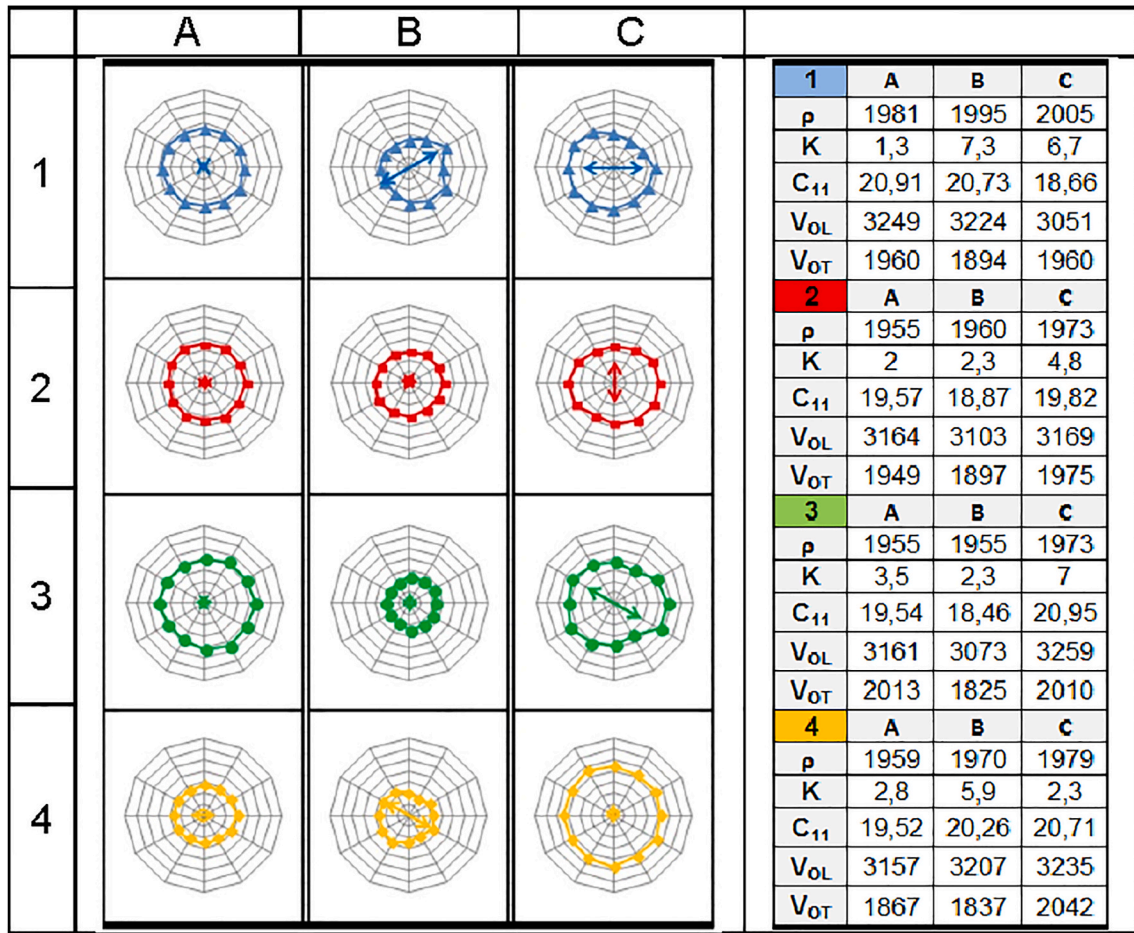 A B C
1
2
3
4
1 A B C
ρ 1981 1995 2005
K 1,3 7,3 6,7
C11 20,91 20,73 18,66
VOL 3249 3224 3051
VOT 1960 1894 1960
2 A B C
ρ 1955 1960 1973
K 2 2,3 4,8
C11 19,57 18,87 19,82
VOL 3164 3103 3169
VOT 1949 1897 1975
3 A B C
ρ 1955 1955 1973
K 3,5 2,3 7
C11 19,54 18,46 20,95
VOL 3161 3073 3259
VOT 2013 1825 2010
4 A B C
ρ 1959 1970 1979
K 2,8 5,9 2,3
C11 19,52 20,26 20,71
VOL 3157 3207 3235
VOT 1867 1837 2042